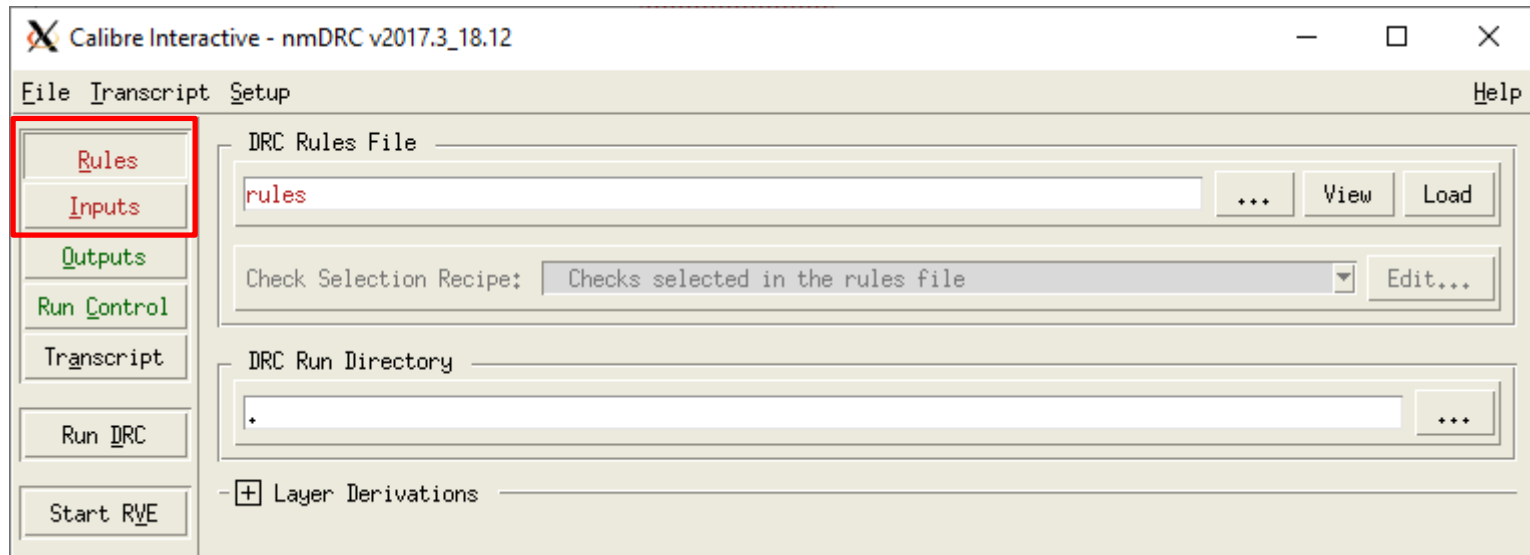 Calibre Interactive - nmDRC v2017.3_18.12
File Transcript Setup Help
Rules
Inputs
Outputs
Run Control
Transcript
Run DRC
Start RVE
DRC Rules File
rules ... View Load
Check Selection Recipe: Checks selected in the rules file Edit...
DRC Run Directory
. ...
+ Layer Derivations